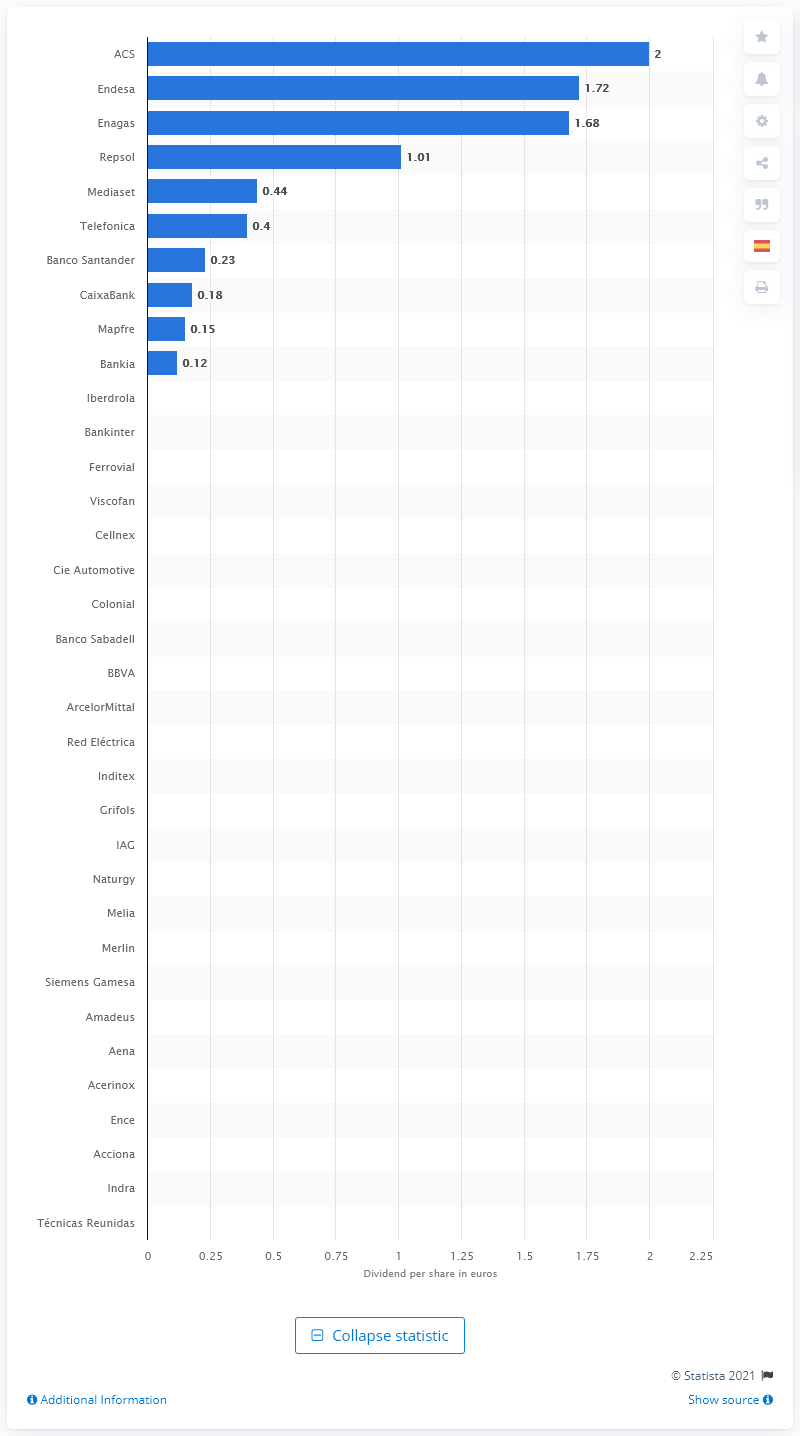 ACS 2
Endesa 1.72
Enagas 1.68
Repsol 1.01
Mediaset 0.44
Telefonica 0.4
Banco Santander 0.23
CaixaBank 0.18
Mapfre 0.15
Bankia 0.12
Iberdrola
Bankinter
Ferrovial
Viscofan
Cellnex
Cie Automotive
Colonial
Banco Sabadell
BBVA
ArcelorMittal
Red Eléctrica
Inditex
Grifols
IAG
Naturgy
Melia
Merlin
Siemens Gamesa
Amadeus
Aena
Acerinox
Ence
Acciona
Indra
Técnicas Reunidas
0 0.25 0.5 0.75 1 1.25 1.5 1.75 2 2.25
Dividend per share in euros
Collapse statistic
© Statista 2021
Additional Information Show source